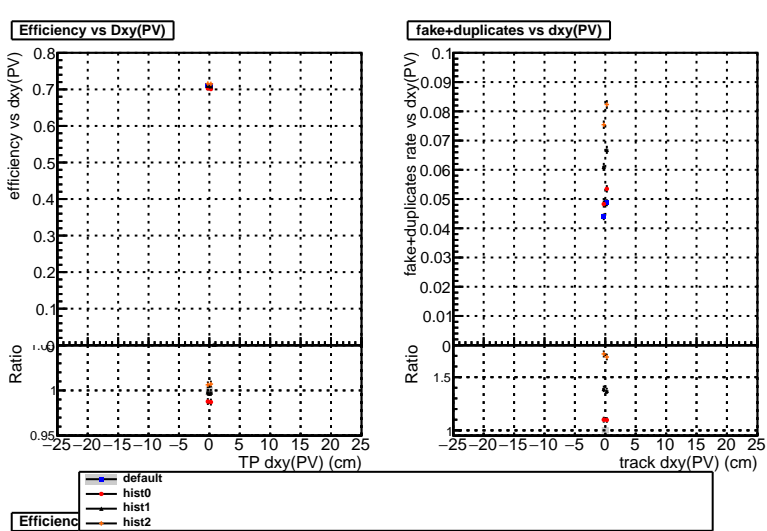 Efficiency vs Dxy(PV)
efficiency vs dxy(PV)
0.8
0.7
0.6
0.5
0.4
0.3
0.2
0.1
0
Ratio
1
0.95
−25 −20 −15 −10 −5 0 5 10 15 20 25
TP dxy(PV) (cm)
fake+duplicates vs dxy(PV)
fake+duplicates rate vs dxy(PV)
0.1
0.09
0.08
0.07
0.06
0.05
0.04
0.03
0.02
0.01
0
Ratio
1.5
1
−25 −20 −15 −10 −5 0 5 10 15 20 25
track dxy(PV) (cm)
default
hist0
hist1
hist2
Efficienc